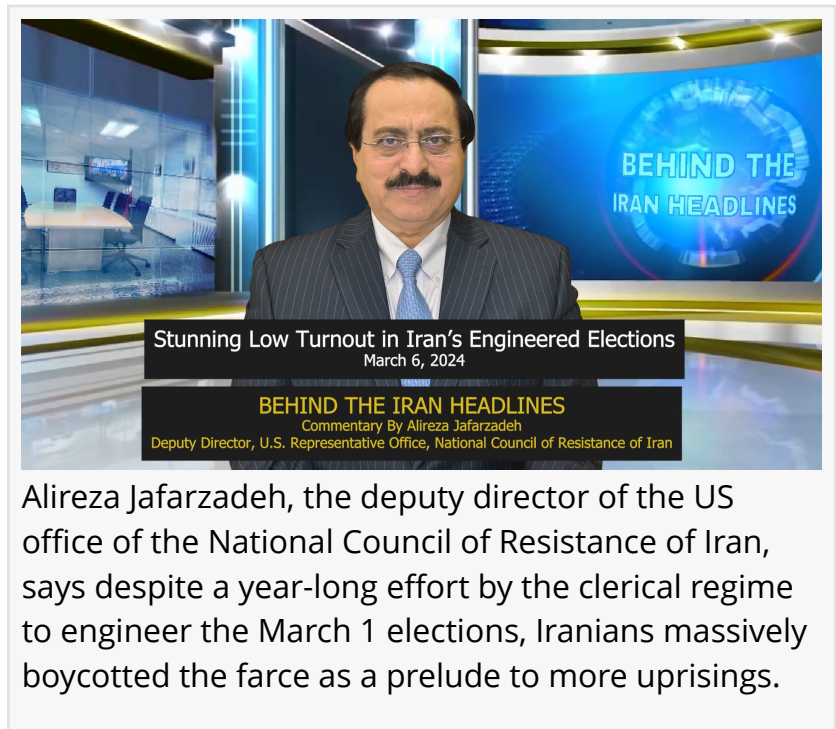 BEHIND THE
IRAN HEADLINES
Stunning Low Turnout in Iran's Engineered Elections
March 6, 2024
BEHIND THE IRAN HEADLINES
Commentary By Alireza Jafarzadeh
Deputy Director, U.S. Representative Office, National Council of Resistance of Iran
Alireza Jafarzadeh, the deputy director of the US
office of the National Council of Resistance of Iran,
says despite a year-long effort by the clerical regime
to engineer the March 1 elections, Iranians massively
boycotted the farce as a prelude to more uprisings.